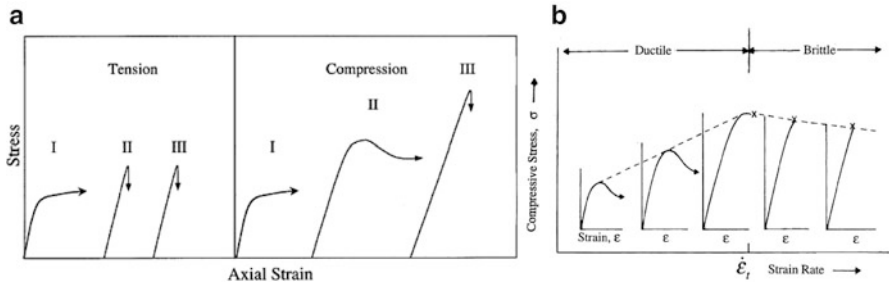 a
Tension
Compression
I
II
III
I
II
III
Stress
Axial Strain
b
Ductile
Brittle
Compressive Stress, σ
x
x
x
Strain, ε
ε
ε
ε
ε
ε̇t
Strain Rate